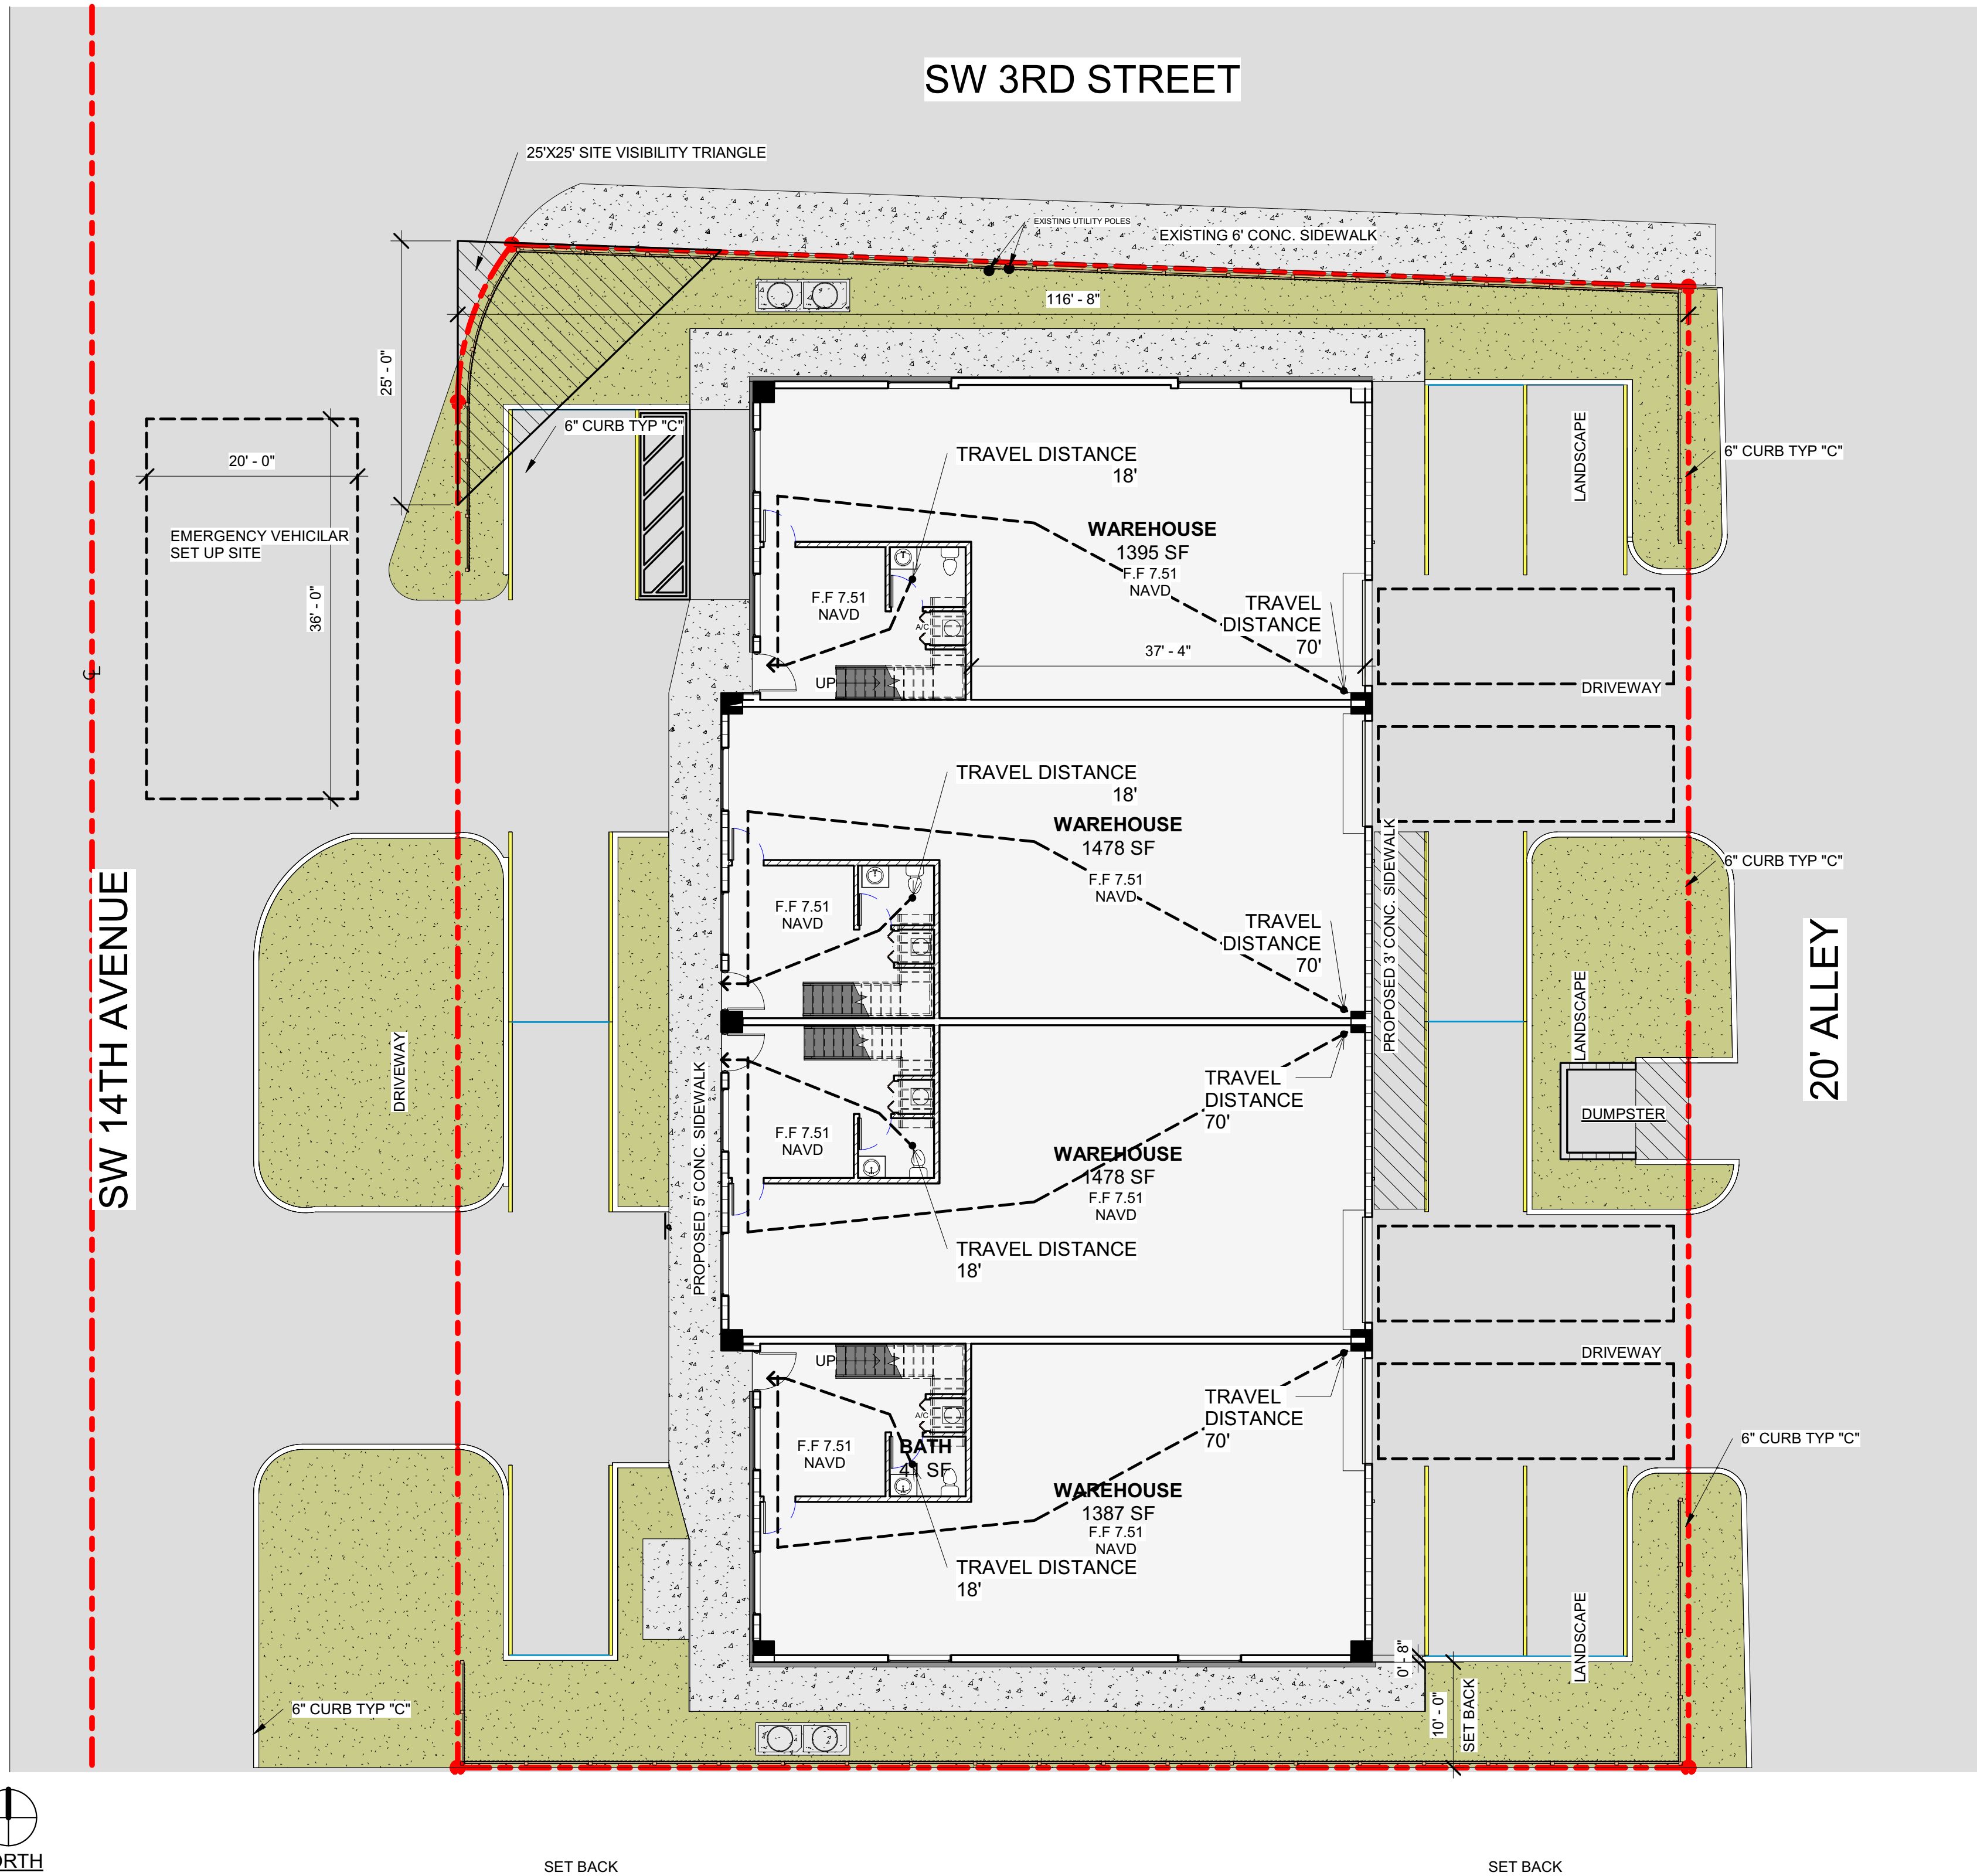 SW 3RD STREET
25'X25' SITE VISIBILITY TRIANGLE
EXISTING UTILITY POLES
EXISTING 6' CONC. SIDEWALK
116' - 8"
25' - 0"
6" CURB TYP "C"
LANDSCAPE
6" CURB TYP "C"
20' - 0"
EMERGENCY VEHICILAR
SET UP SITE
36' - 0"
TRAVEL DISTANCE
18'
WAREHOUSE
1395 SF
F.F 7.51
NAVD
F.F 7.51
NAVD
A/C
TRAVEL
DISTANCE
70'
37' - 4"
UP
DRIVEWAY
CL
TRAVEL DISTANCE
18'
WAREHOUSE
1478 SF
F.F 7.51
NAVD
F.F 7.51
NAVD
TRAVEL
DISTANCE
70'
PROPOSED 3' CONC. SIDEWALK
6" CURB TYP "C"
SW 14TH AVENUE
20' ALLEY
LANDSCAPE
DRIVEWAY
PROPOSED 5' CONC. SIDEWALK
TRAVEL
DISTANCE
70'
DUMPSTER
F.F 7.51
NAVD
WAREHOUSE
1478 SF
F.F 7.51
NAVD
TRAVEL DISTANCE
18'
DRIVEWAY
UP
TRAVEL
DISTANCE
70'
A/C
6" CURB TYP "C"
F.F 7.51
NAVD
BATH
SF
WAREHOUSE
1387 SF
F.F 7.51
NAVD
TRAVEL DISTANCE
18'
LANDSCAPE
0' - 8"
6" CURB TYP "C"
10' - 0"
SET BACK
ORTH
SET BACK
SET BACK